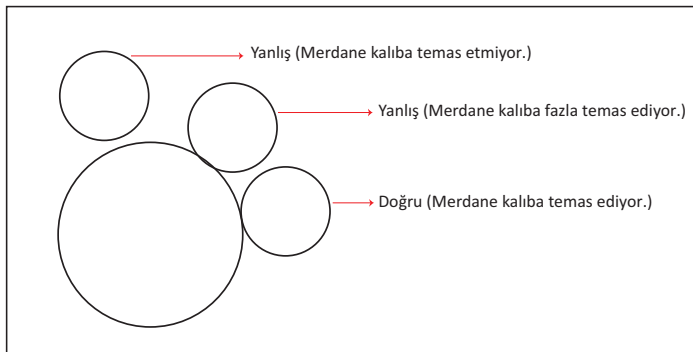 Yanlış (Merdane kalıba temas etmiyor.)
Yanlış (Merdane kalıba fazla temas ediyor.)
Doğru (Merdane kalıba temas ediyor.)